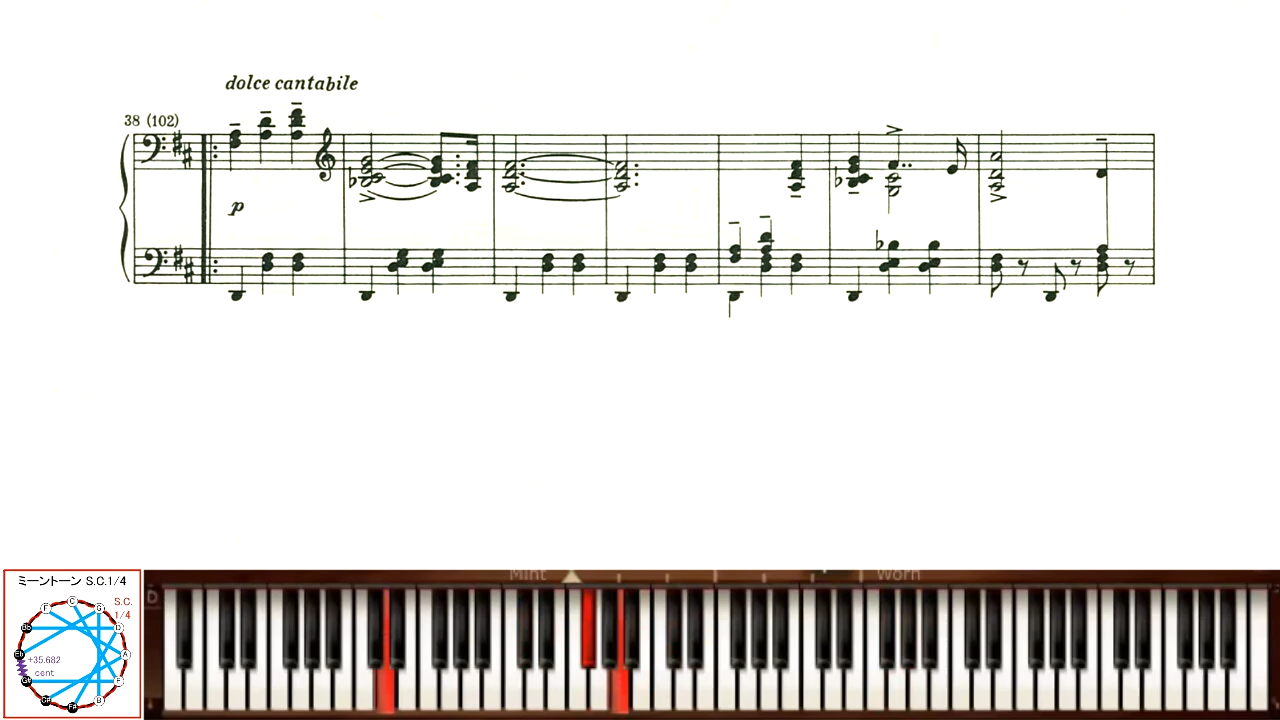 dolce cantabile
38 (102)
p
Mint
Worn
D
ミーントーン S.C.1/4
S.C.
1/4
C
F
G
B♭
D
E♭
A
+35.682
cent
G#
E
C#
B
F#